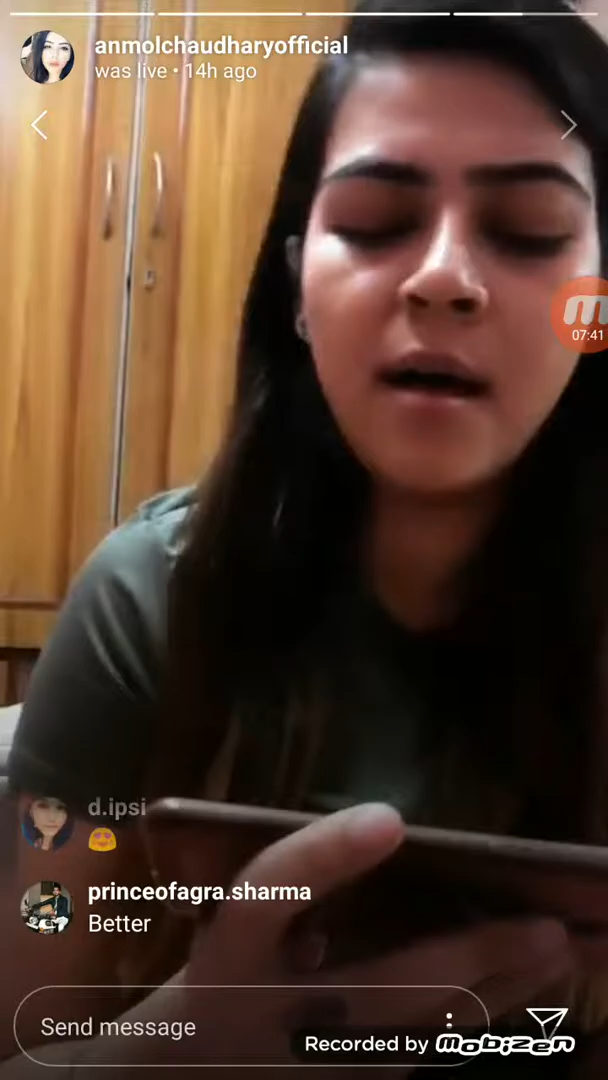 anmolchaudharyofficial
was live • 14h ago
m
07:41
d.ipsi
😍
princeofagra.sharma
Better
Send message
Recorded by mobizen